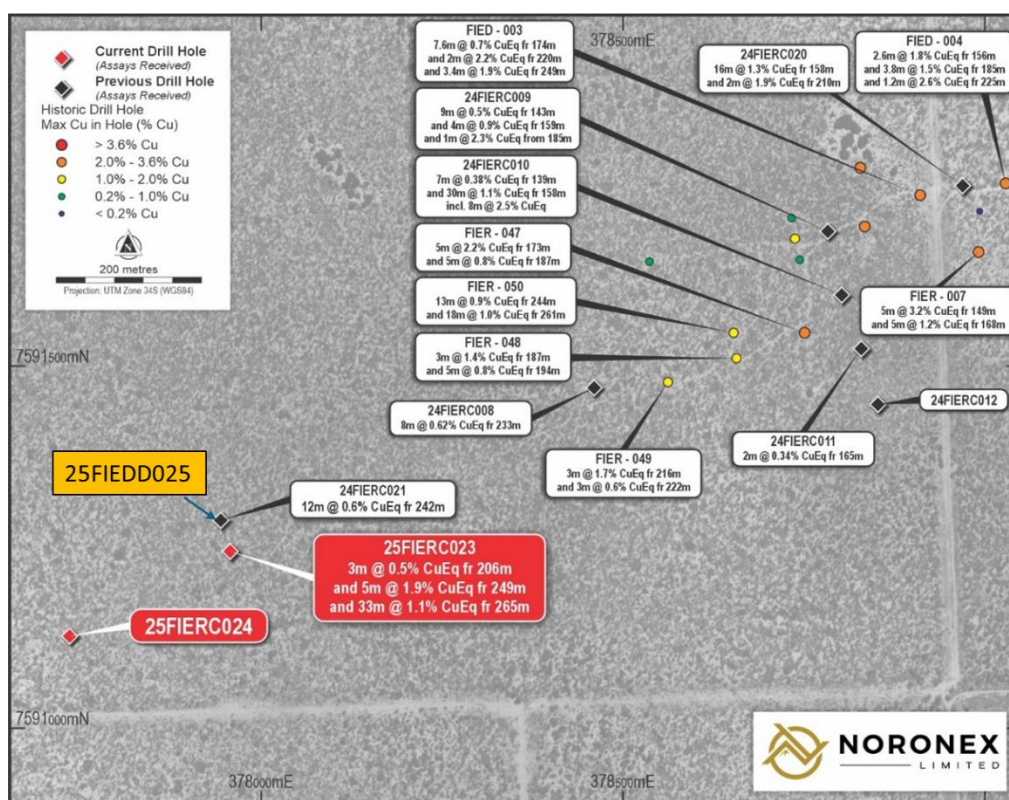 378500mE
Current Drill Hole
(Assays Received)
Previous Drill Hole
(Assays Received)
Historic Drill Hole
Max Cu in Hole (% Cu)
> 3.6% Cu
2.0% - 3.6% Cu
1.0% - 2.0% Cu
0.2% - 1.0% Cu
< 0.2% Cu
N
200 metres
Projection: UTM Zone 34S (WGS84)
FIED - 003
7.6m @ 0.7% CuEq fr 174m
and 2m @ 2.2% CuEq fr 220m
and 3.4m @ 1.9% CuEq fr 249m
24FIERC020
16m @ 1.3% CuEq fr 158m
and 2m @ 1.9% CuEq fr 210m
FIED - 004
2.6m @ 1.8% CuEq fr 156m
and 3.8m @ 1.5% CuEq fr 185m
and 1.2m @ 2.6% CuEq fr 225m
24FIERC009
9m @ 0.5% CuEq fr 143m
and 4m @ 0.9% CuEq fr 159m
and 1m @ 2.3% CuEq from 185m
24FIERC010
7m @ 0.38% CuEq fr 139m
and 30m @ 1.1% CuEq fr 158m
incl. 8m @ 2.5% CuEq
FIER - 047
5m @ 2.2% CuEq fr 173m
and 5m @ 0.8% CuEq fr 187m
FIER - 050
13m @ 0.9% CuEq fr 244m
and 18m @ 1.0% CuEq fr 261m
FIER - 007
5m @ 3.2% CuEq fr 149m
and 5m @ 1.2% CuEq fr 168m
7591500mN
FIER - 048
3m @ 1.4% CuEq fr 187m
and 5m @ 0.8% CuEq fr 194m
24FIERC008
8m @ 0.62% CuEq fr 233m
24FIERC012
24FIERC011
2m @ 0.34% CuEq fr 165m
FIER - 049
3m @ 1.7% CuEq fr 216m
and 3m @ 0.6% CuEq fr 222m
25FIEDD025
24FIERC021
12m @ 0.6% CuEq fr 242m
25FIERC023
3m @ 0.5% CuEq fr 206m
and 5m @ 1.9% CuEq fr 249m
and 33m @ 1.1% CuEq fr 265m
25FIERC024
7591000mN
378000mE
378500mE
NORONEX
LIMITED